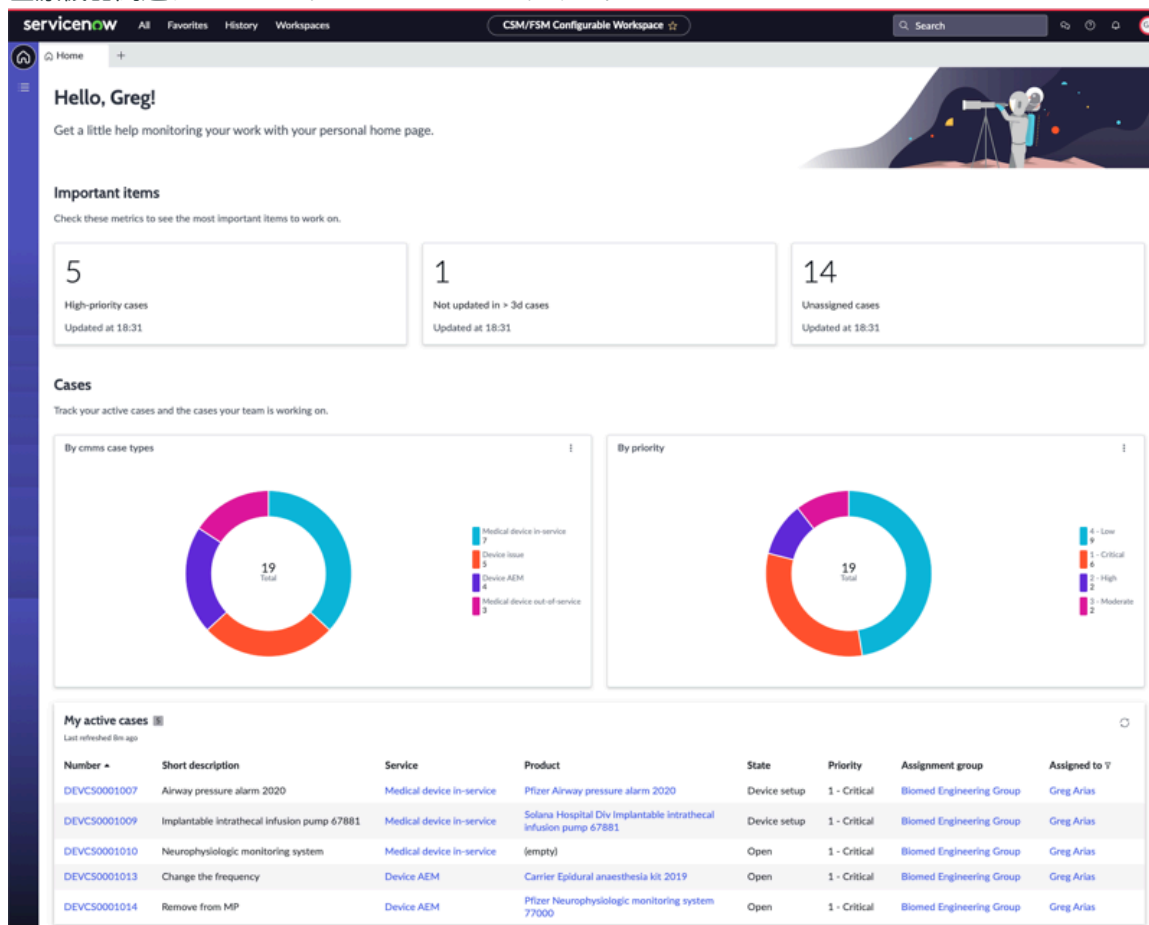 servicenow All Favorites History Workspaces CSM/FSM Configurable Workspace ☆ Search
Home +
Hello, Greg!
Get a little help monitoring your work with your personal home page.
Important items
Check these metrics to see the most important items to work on.
5
High-priority cases
Updated at 18:31
1
Not updated in > 3d cases
Updated at 18:31
14
Unassigned cases
Updated at 18:31
Cases
Track your active cases and the cases your team is working on.
By cmms case types
19
Total
Medical device in-service
7
Device issue
5
Device AEM
4
Medical device out-of-service
3
By priority
19
Total
4 - Low
9
1 - Critical
6
2 - High
2
3 - Moderate
2
My active cases 5
Last refreshed 8m ago
Number Short description Service Product State Priority Assignment group Assigned to
DEVCS0001007 Airway pressure alarm 2020 Medical device in-service Pfizer Airway pressure alarm 2020 Device setup 1 - Critical Biomed Engineering Group Greg Arias
DEVCS0001009 Implantable intrathecal infusion pump 67881 Medical device in-service Solana Hospital Div Implantable intrathecal
infusion pump 67881 Device setup 1 - Critical Biomed Engineering Group Greg Arias
DEVCS0001010 Neurophysiologic monitoring system Medical device in-service (empty) Open 1 - Critical Biomed Engineering Group Greg Arias
DEVCS0001013 Change the frequency Device AEM Carrier Epidural anaesthesia kit 2019 Open 1 - Critical Biomed Engineering Group Greg Arias
DEVCS0001014 Remove from MP Device AEM Pfizer Neurophysiologic monitoring system
77000 Open 1 - Critical Biomed Engineering Group Greg Arias